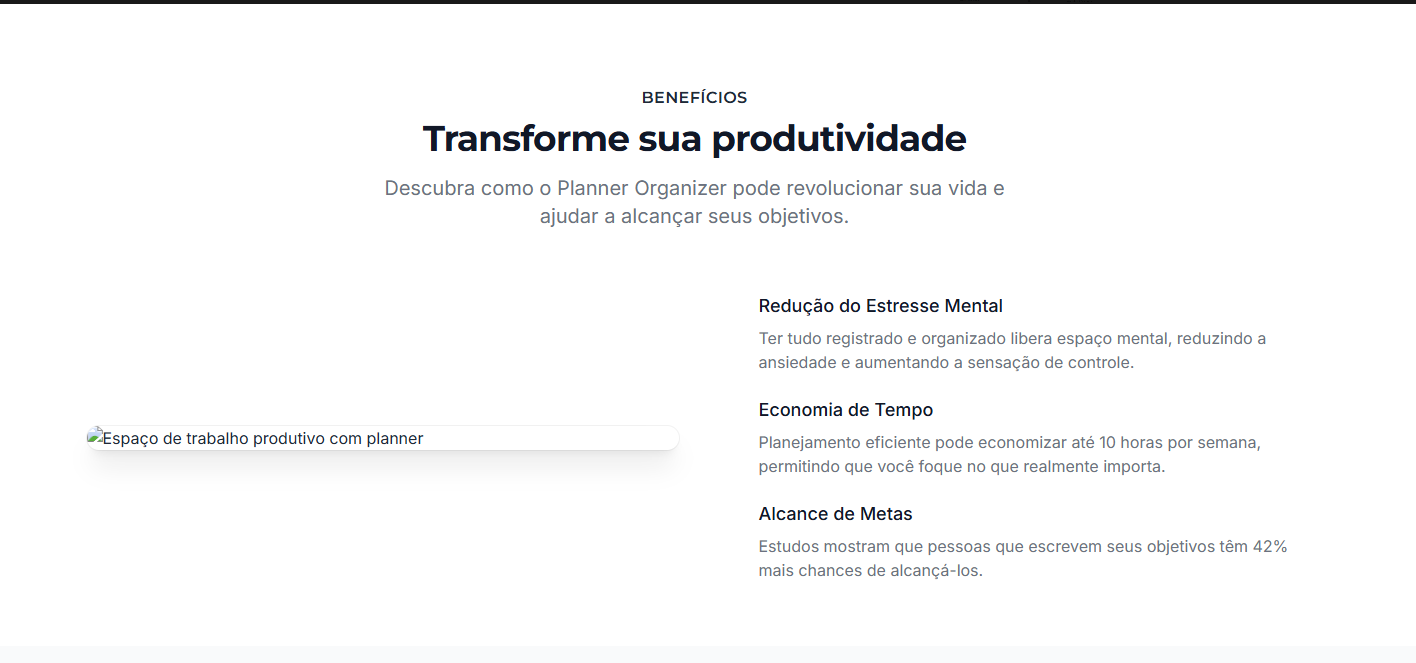 BENEFÍCIOS
Transforme sua produtividade
Descubra como o Planner Organizer pode revolucionar sua vida e
ajudar a alcançar seus objetivos.
Espaço de trabalho produtivo com planner
Redução do Estresse Mental
Ter tudo registrado e organizado libera espaço mental, reduzindo a
ansiedade e aumentando a sensação de controle.
Economia de Tempo
Planejamento eficiente pode economizar até 10 horas por semana,
permitindo que você foque no que realmente importa.
Alcance de Metas
Estudos mostram que pessoas que escrevem seus objetivos têm 42%
mais chances de alcançá-los.